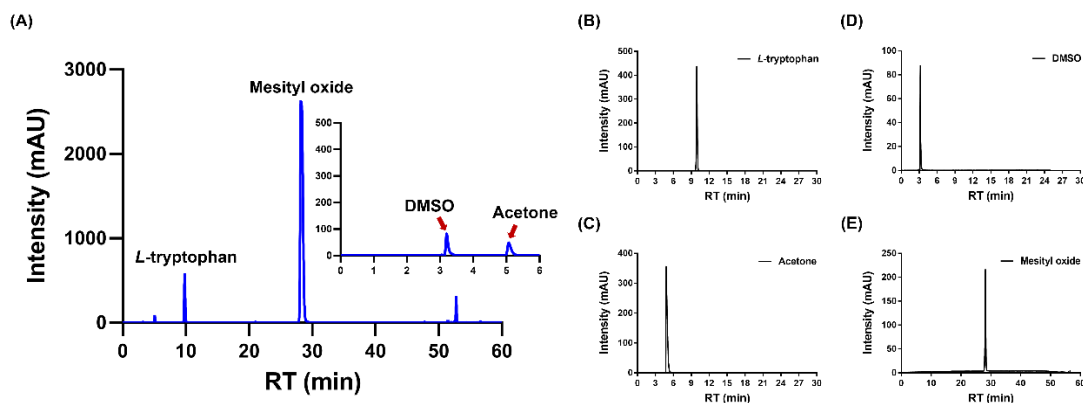 (A)
Intensity (mAU)
3000
2000
1000
0
0 10 20 30 40 50 60
RT (min)
L-tryptophan
Mesityl oxide
500
400
300
200
100
0
0 1 2 3 4 5 6
DMSO
Acetone
(B)
Intensity (mAU)
500
400
300
200
100
0
0 3 6 9 12 15 18 21 24 27 30
RT (min)
L-tryptophan
(D)
Intensity (mAU)
100
80
60
40
20
0
0 3 6 9 12 15 18 21 24 27 30
RT (min)
DMSO
(C)
Intensity (mAU)
400
300
200
100
0
0 3 6 9 12 15 18 21 24 27 30
RT (min)
Acetone
(E)
Intensity (mAU)
250
200
150
100
50
0
0 10 20 30 40 50 60
RT (min)
Mesityl oxide